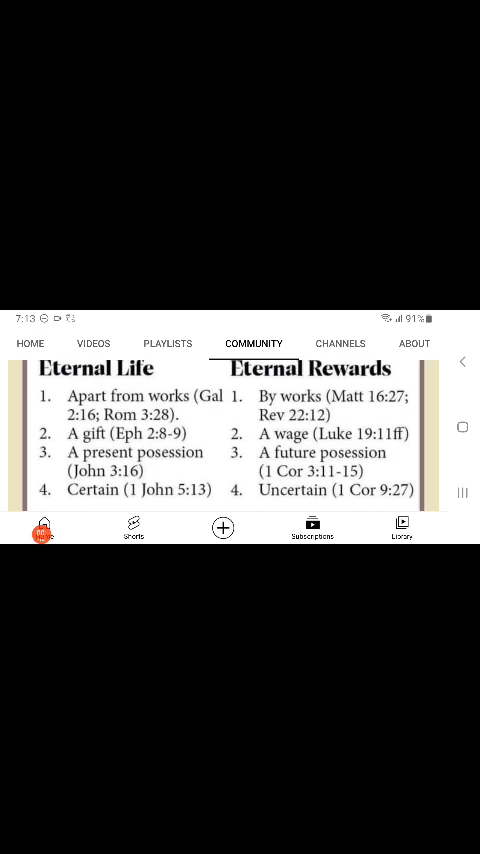 7:13 91%
HOME VIDEOS PLAYLISTS COMMUNITY CHANNELS ABOUT
Eternal Life
1. Apart from works (Gal
2:16; Rom 3:28).
2. A gift (Eph 2:8-9)
3. A present posession
(John 3:16)
4. Certain (1 John 5:13)
Eternal Rewards
1. By works (Matt 16:27;
Rev 22:12)
2. A wage (Luke 19:11ff)
3. A future posession
(1 Cor 3:11-15)
4. Uncertain (1 Cor 9:27)
Shorts Subscriptions Library